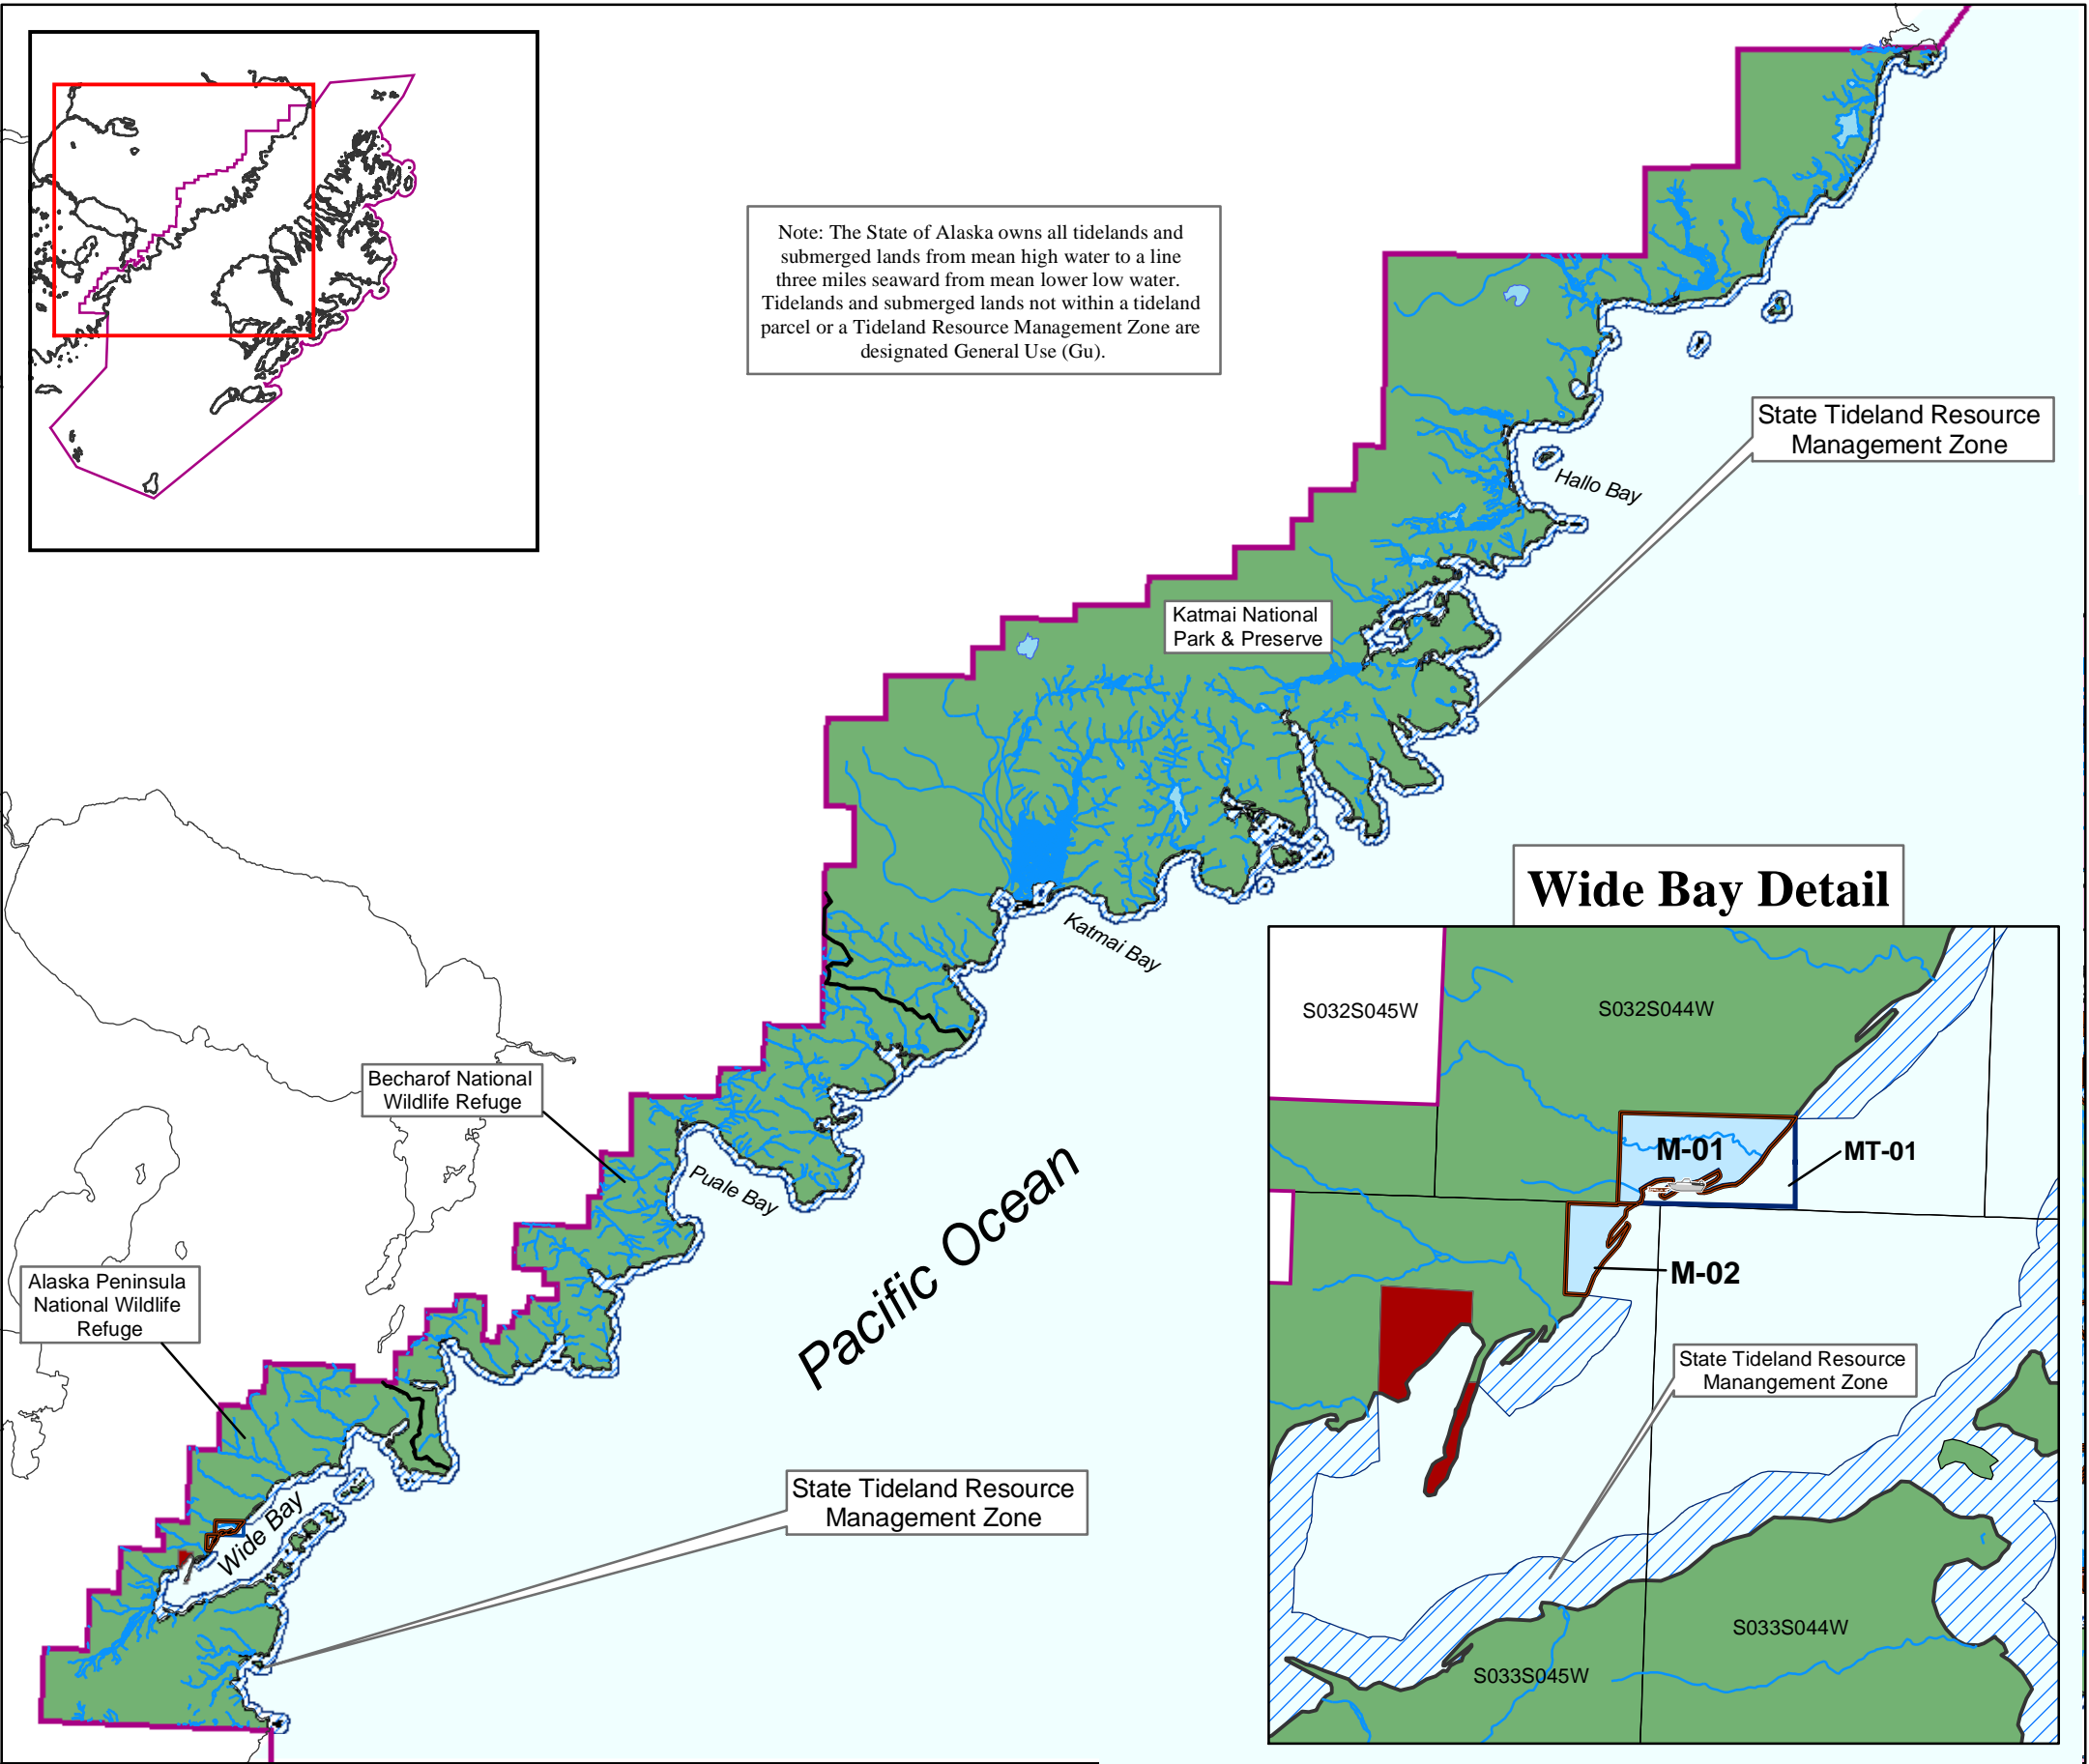 Note: The State of Alaska owns all tidelands and
submerged lands from mean high water to a line
three miles seaward from mean lower low water.
Tidelands and submerged lands not within a tideland
parcel or a Tideland Resource Management Zone are
designated General Use (Gu).
State Tideland Resource
Management Zone
Hallo Bay
Katmai National
Park & Preserve
Katmai Bay
Wide Bay Detail
S032S045W
S032S044W
M-01
MT-01
M-02
State Tideland Resource
Manangement Zone
S033S044W
S033S045W
Becharof National
Wildlife Refuge
Puale Bay
Pacific Ocean
Alaska Peninsula
National Wildlife
Refuge
Wide Bay
State Tideland Resource
Management Zone